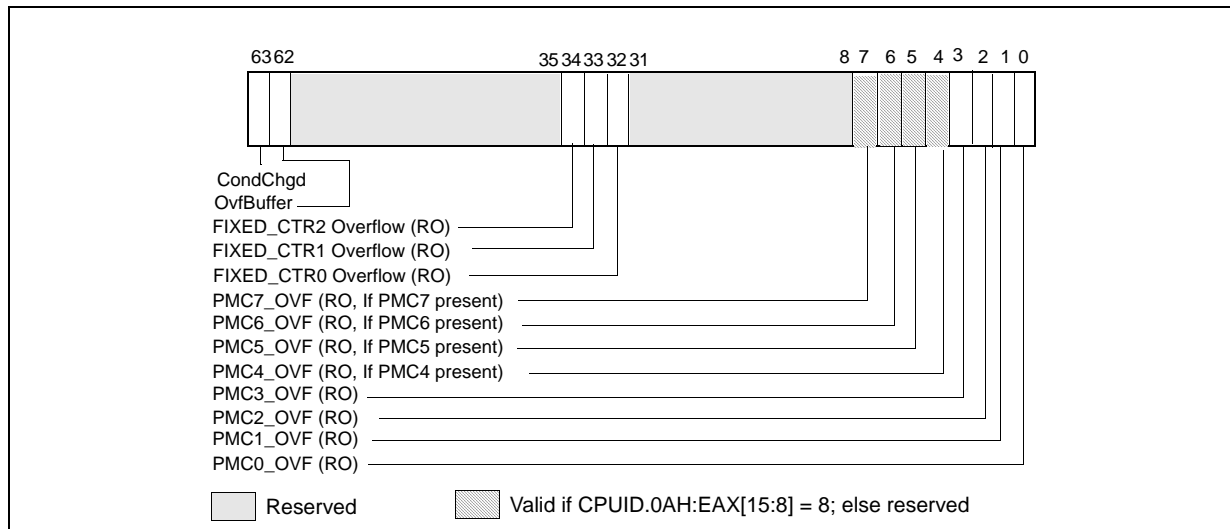 63 62 35 34 33 32 31 8 7 6 5 4 3 2 1 0
CondChgd
OvfBuffer
FIXED_CTR2 Overflow (RO)
FIXED_CTR1 Overflow (RO)
FIXED_CTR0 Overflow (RO)
PMC7_OVF (RO, If PMC7 present)
PMC6_OVF (RO, If PMC6 present)
PMC5_OVF (RO, If PMC5 present)
PMC4_OVF (RO, If PMC4 present)
PMC3_OVF (RO)
PMC2_OVF (RO)
PMC1_OVF (RO)
PMC0_OVF (RO)
Reserved Valid if CPUID.0AH:EAX[15:8] = 8; else reserved